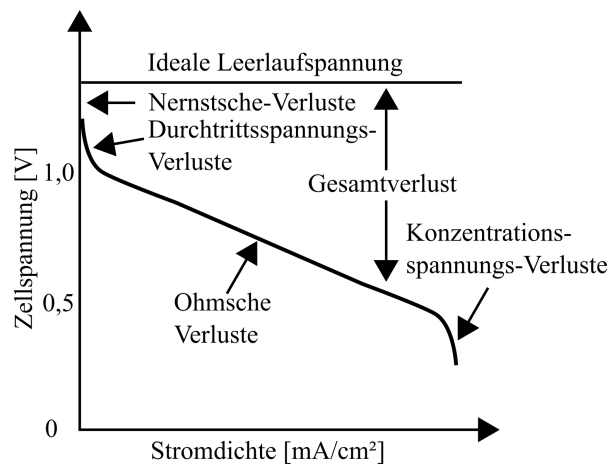 Ideale Leerlaufspannung
Nernstsche-Verluste
Durchtrittsspannungs-
Verluste
1,0
Gesamtverlust
Konzentrations-
spannungs-Verluste
Zellspannung [V]
0,5
Ohmsche
Verluste
0
Stromdichte [mA/cm²]